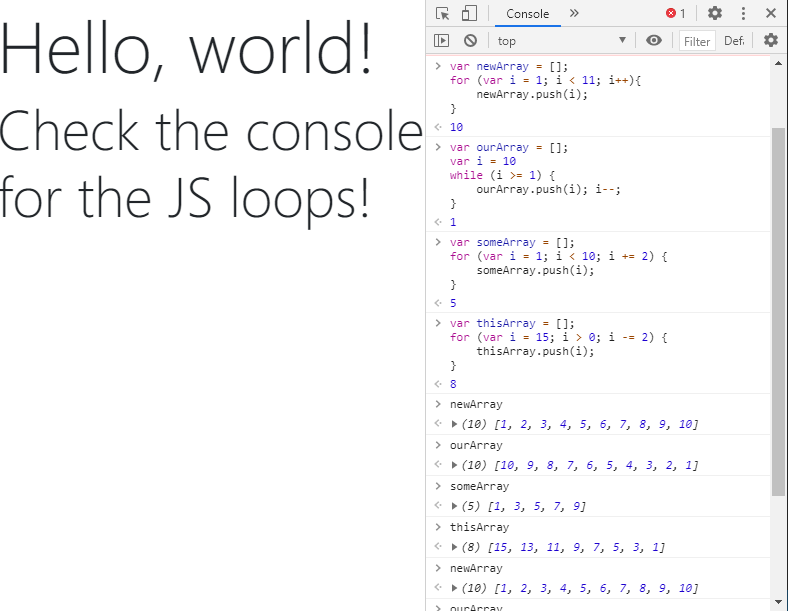 Hello, world!
Check the console
for the JS loops!
Console
1
top
Filter
Def.
var newArray = [];
for (var i = 1; i < 11; i++){
    newArray.push(i);
}
10
var ourArray = [];
var i = 10
while (i >= 1) {
    ourArray.push(i); i--;
}
1
var someArray = [];
for (var i = 1; i < 10; i += 2) {
    someArray.push(i);
}
5
var thisArray = [];
for (var i = 15; i > 0; i -= 2) {
    thisArray.push(i);
}
8
newArray
(10) [1, 2, 3, 4, 5, 6, 7, 8, 9, 10]
ourArray
(10) [10, 9, 8, 7, 6, 5, 4, 3, 2, 1]
someArray
(5) [1, 3, 5, 7, 9]
thisArray
(8) [15, 13, 11, 9, 7, 5, 3, 1]
newArray
(10) [1, 2, 3, 4, 5, 6, 7, 8, 9, 10]
ourArray